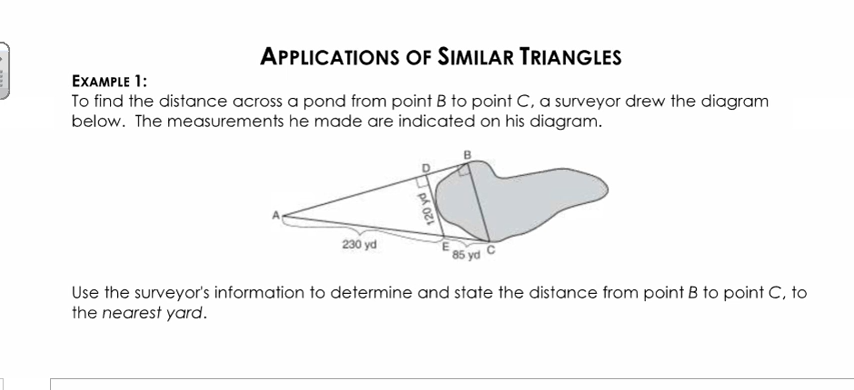 APPLICATIONS OF SIMILAR TRIANGLES
EXAMPLE 1:
To find the distance across a pond from point B to point C, a surveyor drew the diagram
below. The measurements he made are indicated on his diagram.
B
D
A
120 yd
230 yd
E
85 yd
C
Use the surveyor's information to determine and state the distance from point B to point C, to
the nearest yard.